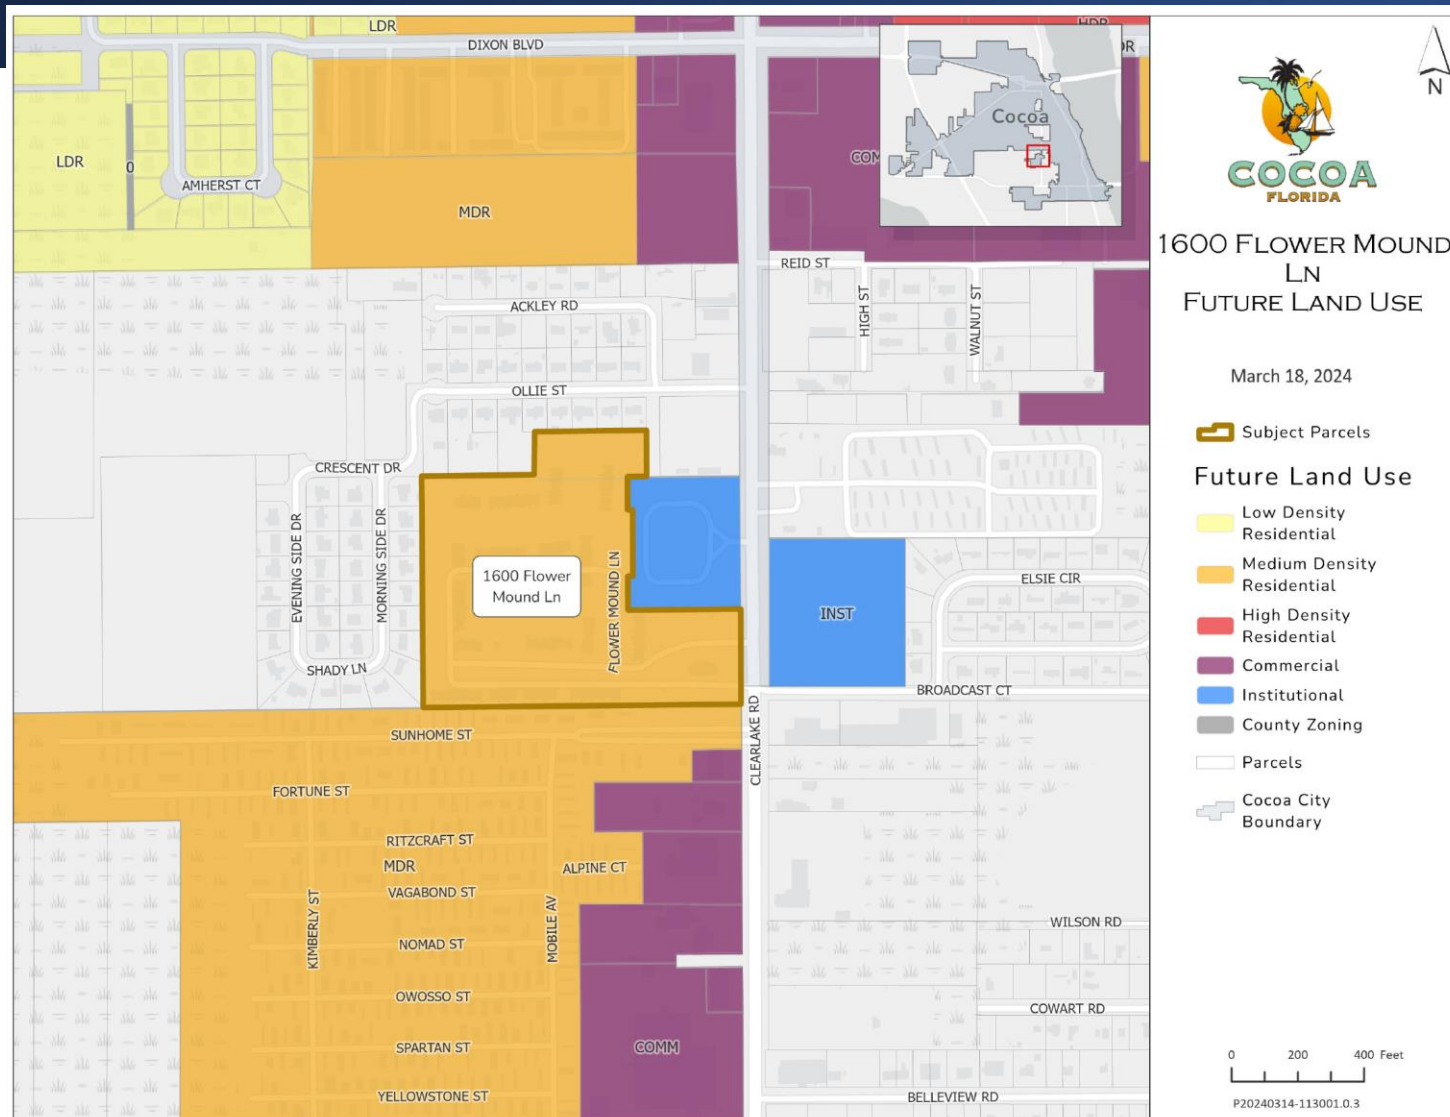 LDR
HDR
DIXON BLVD
DR
N
Cocoa
COM
LDR
0
AMHERST CT
MDR
COCOA
FLORIDA
1600 FLOWER MOUND
LN
FUTURE LAND USE
REID ST
ACKLEY RD
HIGH ST
WALNUT ST
OLLIE ST
March 18, 2024
Subject Parcels
CRESCENT DR
Future Land Use
Low Density
Residential
Medium Density
Residential
High Density
Residential
Commercial
Institutional
County Zoning
Parcels
Cocoa City
Boundary
EVENING SIDE DR
MORNING SIDE DR
1600 Flower
Mound Ln
FLOWER MOUND LN
ELSIE CIR
INST
SHADY LN
BROADCAST CT
CLEARLAKE RD
SUNHOME ST
FORTUNE ST
RITZCRAFT ST
MDR
ALPINE CT
VAGABOND ST
KIMBERLY ST
MOBILE AV
WILSON RD
NOMAD ST
OWOSSO ST
COWART RD
SPARTAN ST
COMM
YELLOWSTONE ST
BELLEVIEW RD
0 200 400 Feet
P20240314-113001.0.3